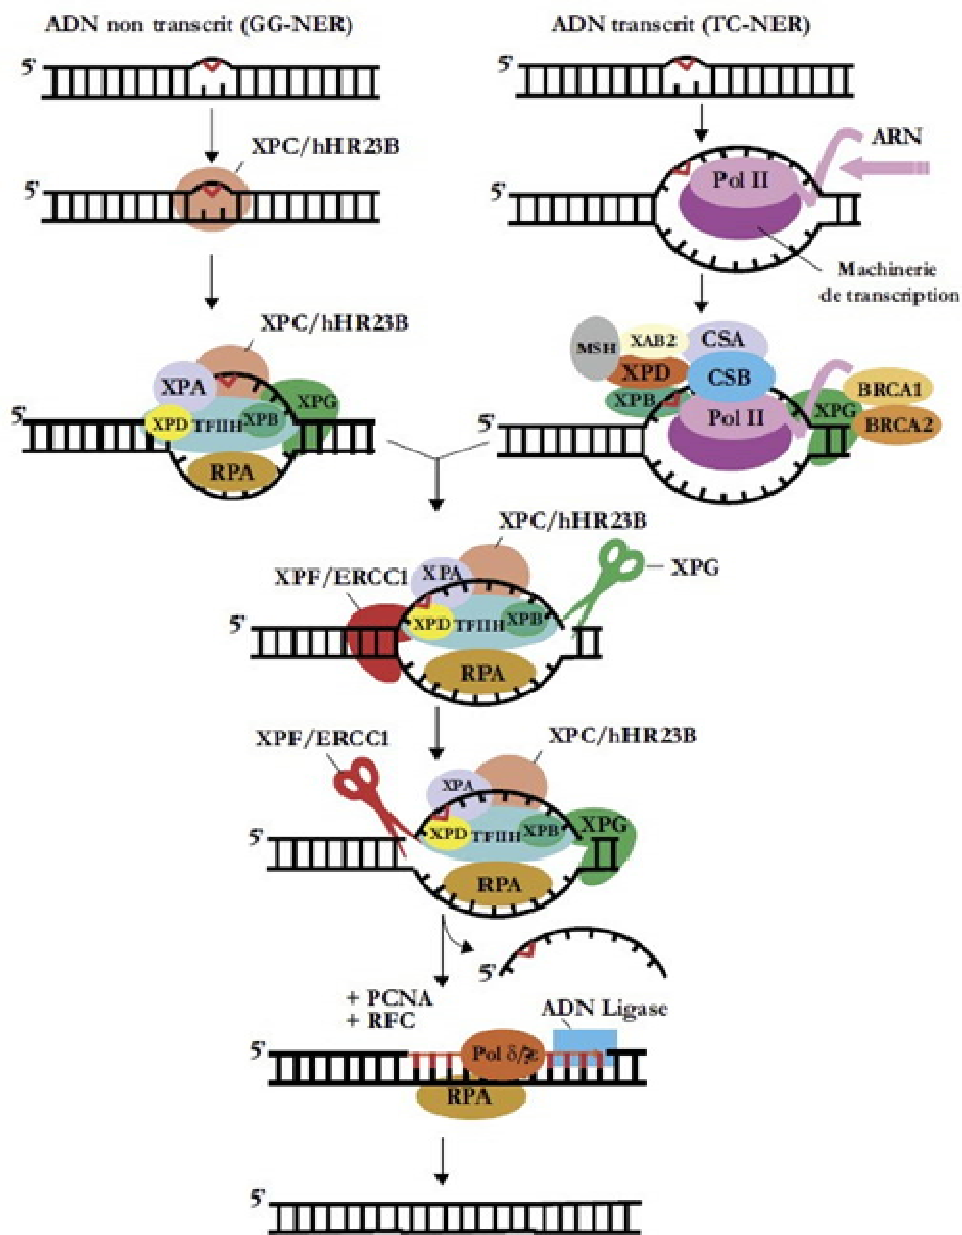 ADN non transcrit (GG-NER)
ADN transcrit (TC-NER)
5'
5'
XPC/hHR23B
ARN
5'
5'
Pol II
Machinerie
de transcription
XPC/hHR23B
XPA
XPG
XPD
TFIIH
XPB
5'
RPA
MSH
XAB2
CSA
XPD
CSB
XPB
Pol II
XPG
BRCA1
BRCA2
5'
XPC/hHR23B
XPF/ERCC1
XPA
XPG
5'
XPD
TFIIH
XPB
RPA
XPF/ERCC1
XPC/hHR23B
XPA
5'
XPD
TFIIH
XPB
XPG
RPA
5'
+ PCNA
+ RFC
ADN Ligase
5'
Pol δ/ε
RPA
5'